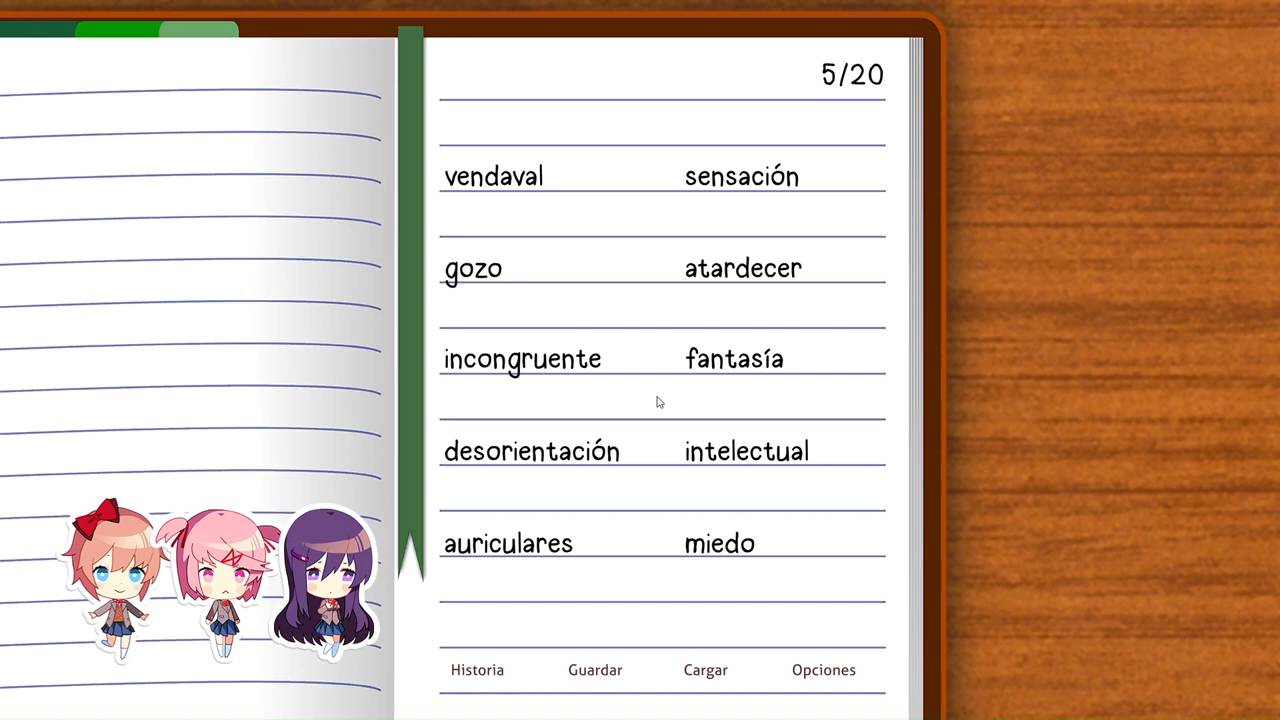 5/20
vendaval sensación
gozo atardecer
incongruente fantasía
desorientación intelectual
auriculares miedo
Historia Guardar Cargar Opciones